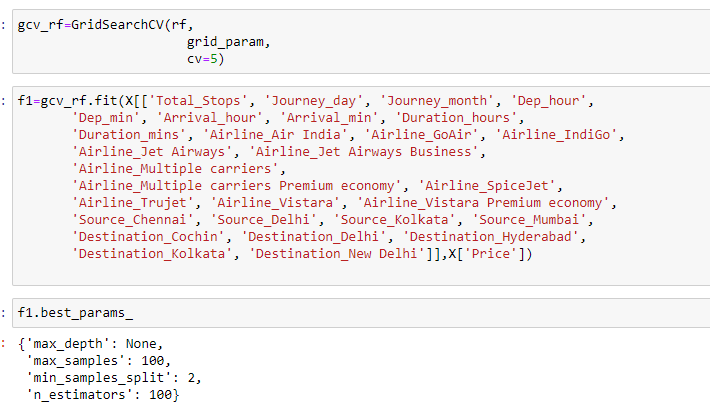 : gcv_rf=GridSearchCV(rf,
grid_param,
cv=5)
: f1=gcv_rf.fit(X[['Total_Stops', 'Journey_day', 'Journey_month', 'Dep_hour',
'Dep_min', 'Arrival_hour', 'Arrival_min', 'Duration_hours',
'Duration_mins', 'Airline_Air India', 'Airline_GoAir', 'Airline_IndiGo',
'Airline_Jet Airways', 'Airline_Jet Airways Business',
'Airline_Multiple carriers',
'Airline_Multiple carriers Premium economy', 'Airline_SpiceJet',
'Airline_Trujet', 'Airline_Vistara', 'Airline_Vistara Premium economy',
'Source_Chennai', 'Source_Delhi', 'Source_Kolkata', 'Source_Mumbai',
'Destination_Cochin', 'Destination_Delhi', 'Destination_Hyderabad',
'Destination_Kolkata', 'Destination_New Delhi']],X['Price'])
: f1.best_params_
: {'max_depth': None,
'max_samples': 100,
'min_samples_split': 2,
'n_estimators': 100}